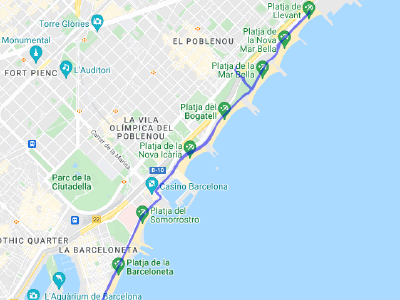 Platja de
Llevant
Torre Glòries
Platja de
la Nova
Mar Bella
Monumental
EL POBLENOU
FORT PIENC
L'Auditori
Platja de la
Mar Bella
Platja del
Bogatell
LA VILA
OLÍMPICA DEL
POBLENOU
Carrer de la Marina
Platja de la
Nova Icària
B-10
Parc de la
Ciutadella
Casino Barcelona
Platja del
Somorrostro
OTHIC QUARTER
LA BARCELONETA
Platja de la
Barceloneta
L'Aquàrium de Barcelona